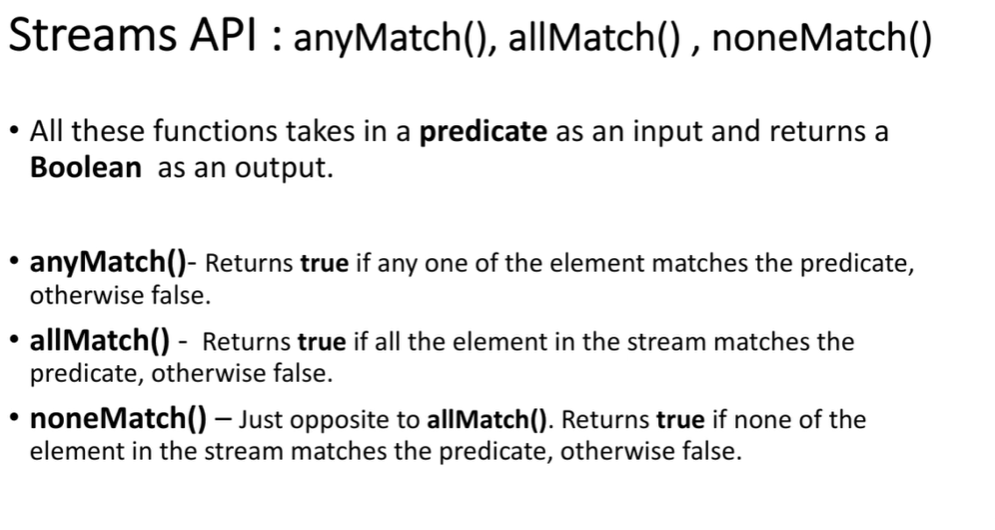 Streams API : anyMatch(), allMatch() , noneMatch()
• All these functions takes in a predicate as an input and returns a
Boolean as an output.
• anyMatch()- Returns true if any one of the element matches the predicate,
otherwise false.
• allMatch() - Returns true if all the element in the stream matches the
predicate, otherwise false.
• noneMatch() – Just opposite to allMatch(). Returns true if none of the
element in the stream matches the predicate, otherwise false.